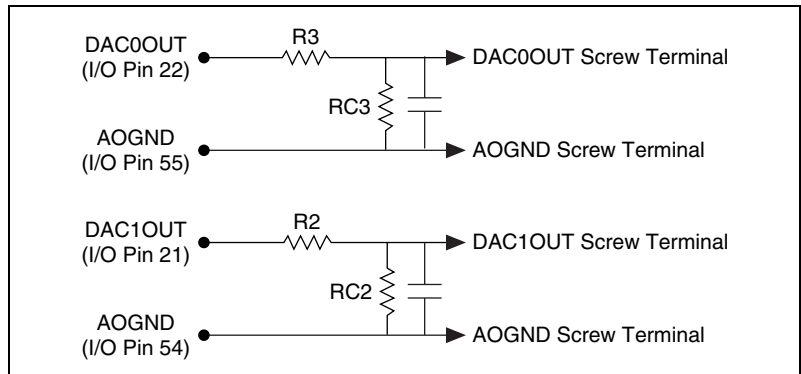 DAC0OUT
(I/O Pin 22)
R3
DAC0OUT Screw Terminal
RC3
AOGND
(I/O Pin 55)
AOGND Screw Terminal
DAC1OUT
(I/O Pin 21)
R2
DAC1OUT Screw Terminal
RC2
AOGND
(I/O Pin 54)
AOGND Screw Terminal